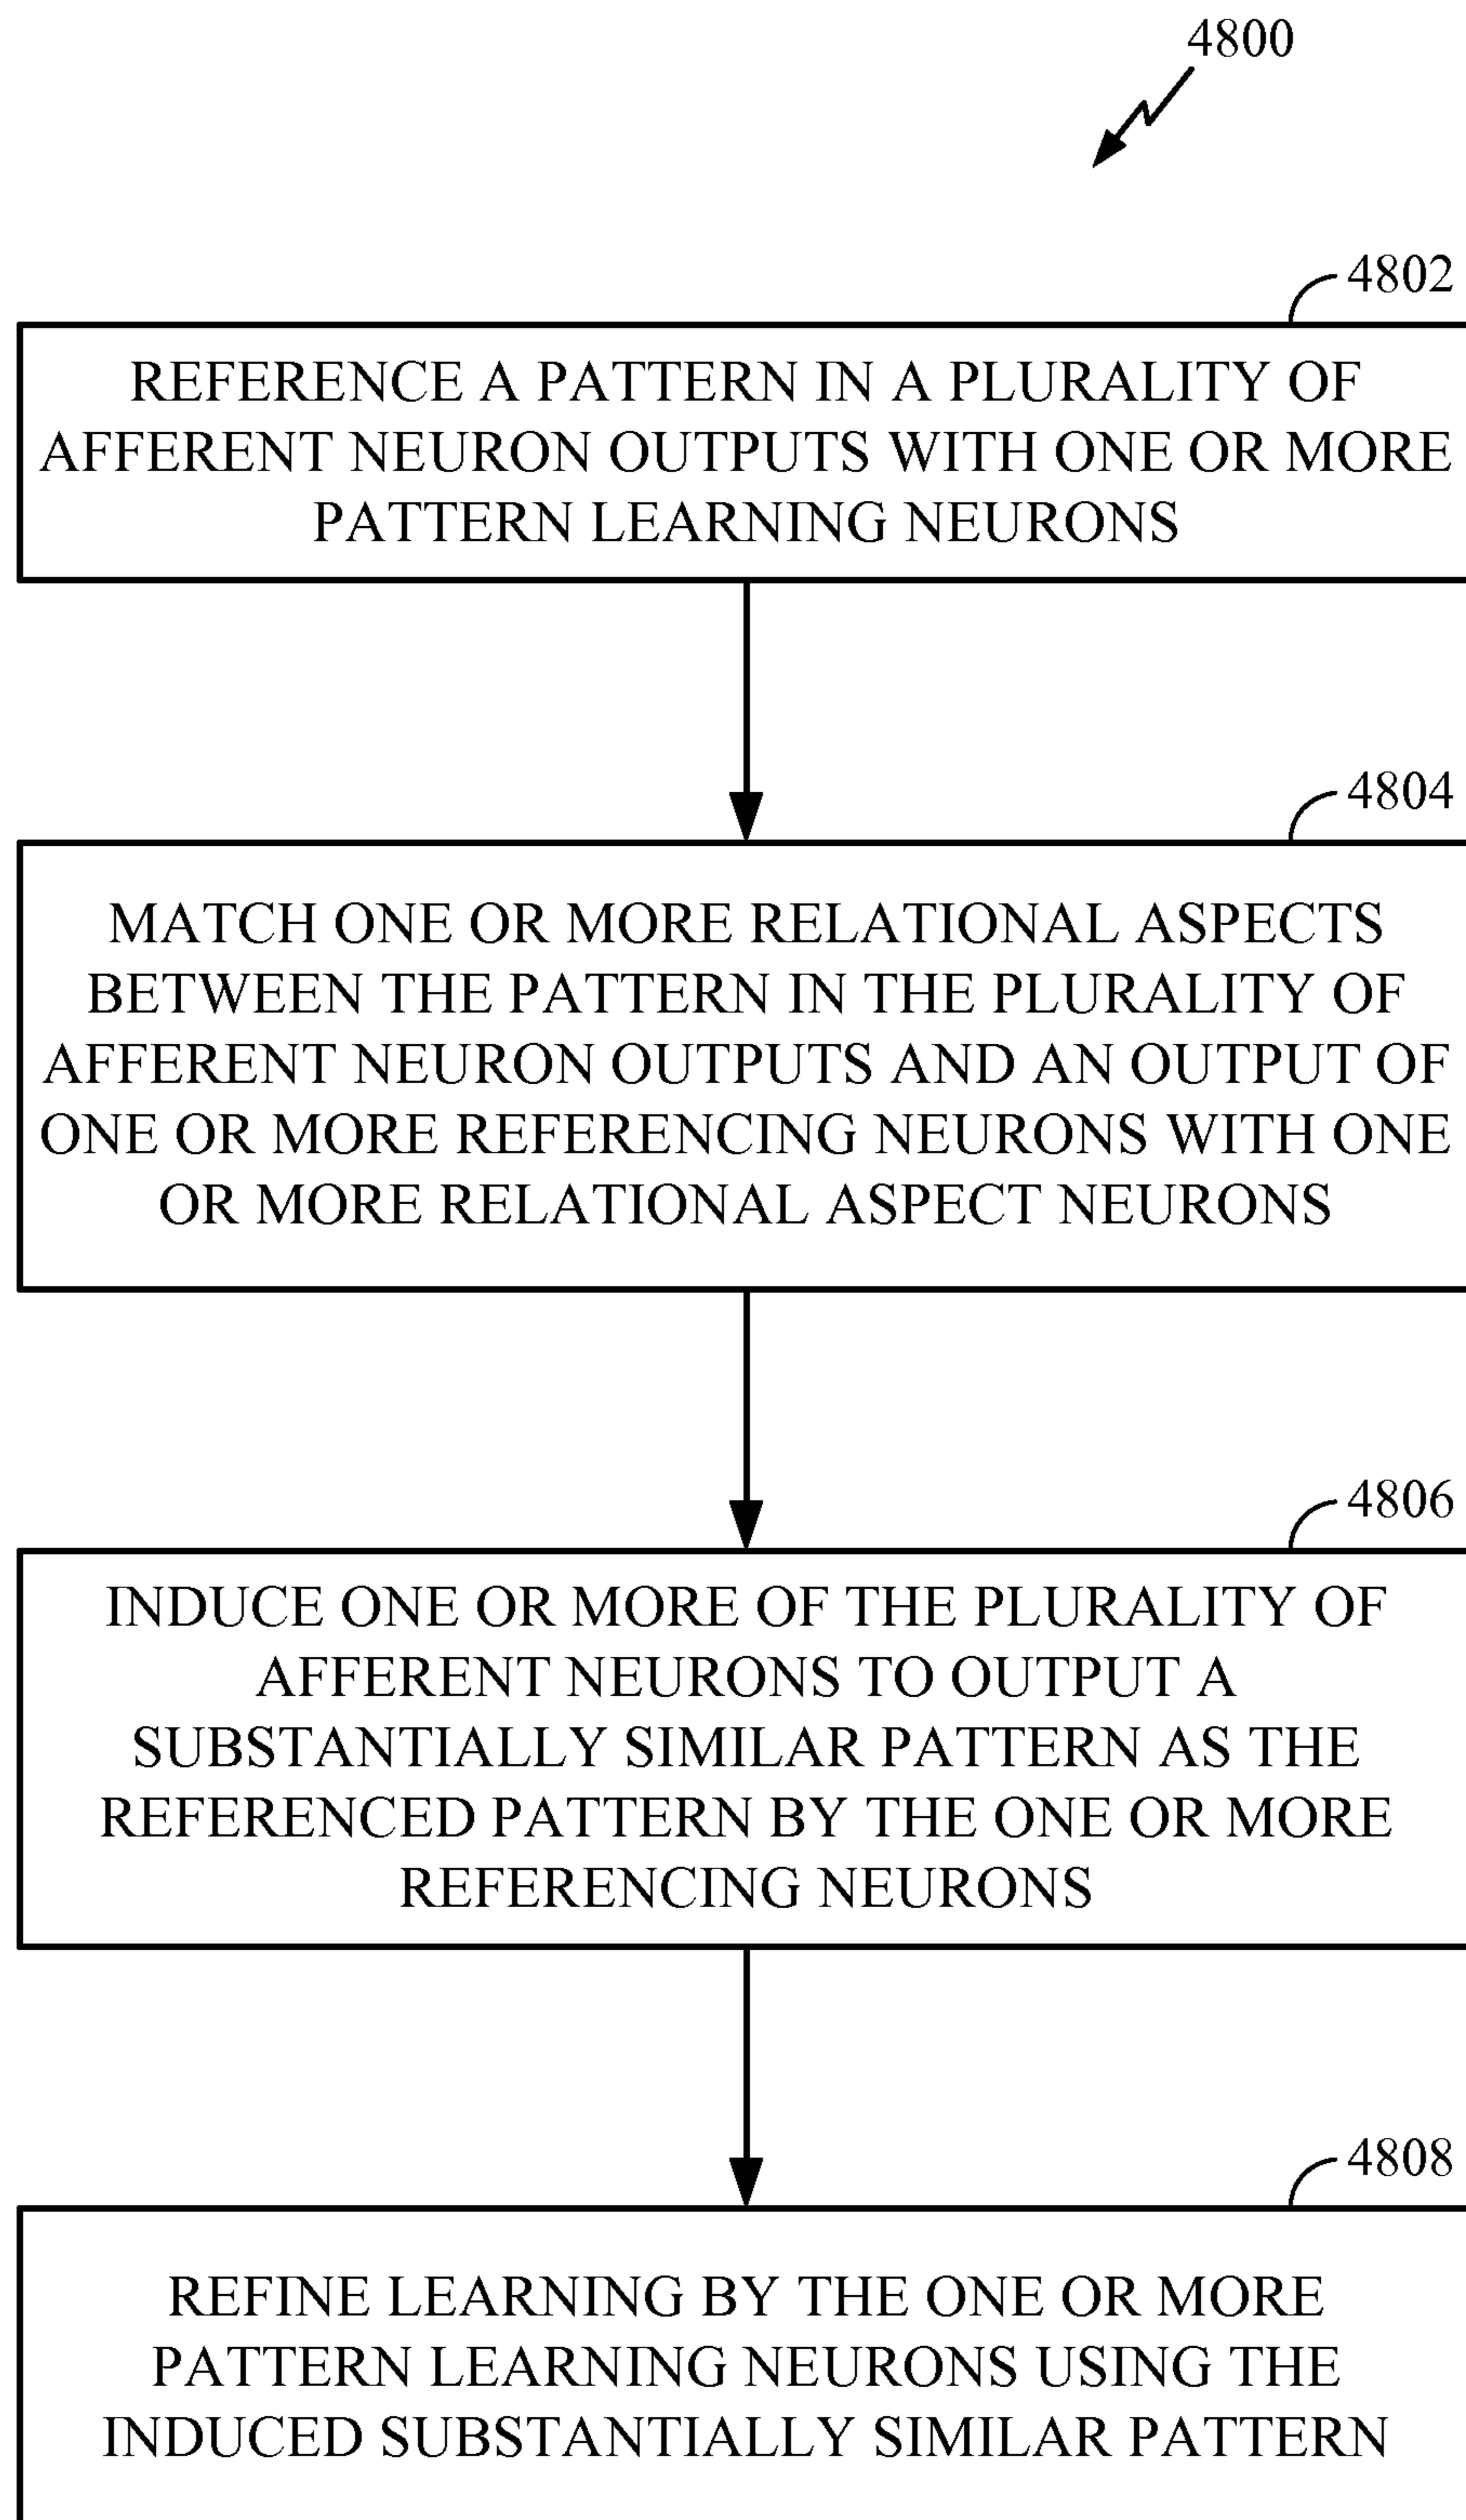 4800
4802
REFERENCE A PATTERN IN A PLURALITY OF
AFFERENT NEURON OUTPUTS WITH ONE OR MORE
PATTERN LEARNING NEURONS
4804
MATCH ONE OR MORE RELATIONAL ASPECTS
BETWEEN THE PATTERN IN THE PLURALITY OF
AFFERENT NEURON OUTPUTS AND AN OUTPUT OF
ONE OR MORE REFERENCING NEURONS WITH ONE
OR MORE RELATIONAL ASPECT NEURONS
4806
INDUCE ONE OR MORE OF THE PLURALITY OF
AFFERENT NEURONS TO OUTPUT A
SUBSTANTIALLY SIMILAR PATTERN AS THE
REFERENCED PATTERN BY THE ONE OR MORE
REFERENCING NEURONS
4808
REFINE LEARNING BY THE ONE OR MORE
PATTERN LEARNING NEURONS USING THE
INDUCED SUBSTANTIALLY SIMILAR PATTERN